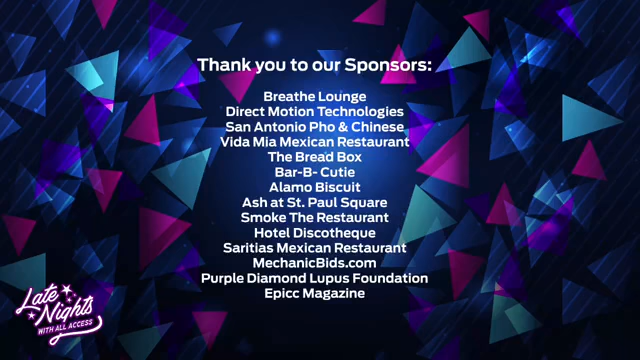 Thank you to our Sponsors:
Breathe Lounge
Direct Motion Technologies
San Antonio Pho & Chinese
Vida Mia Mexican Restaurant
The Bread Box
Bar-B- Cutie
Alamo Biscuit
Ash at St. Paul Square
Smoke The Restaurant
Hotel Discotheque
Saritias Mexican Restaurant
MechanicBids.com
Purple Diamond Lupus Foundation
Epicc Magazine
Late
Nights
WITH ALL ACCESS